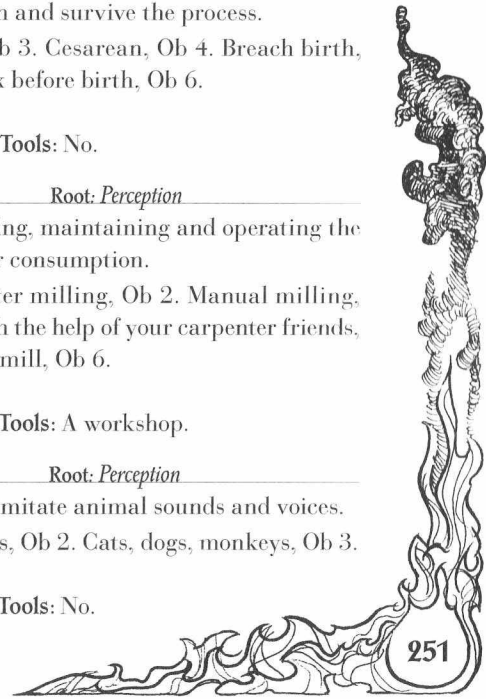 and survive the process.
3. Cesarean, Ob 4. Breach birth,
before birth, Ob 6.
Tools: No.
Root: Perception
ing, maintaining and operating the
consumption.
er milling, Ob 2. Manual milling,
the help of your carpenter friends,
mill, Ob 6.
Tools: A workshop.
Root: Perception
mitate animal sounds and voices.
s, Ob 2. Cats, dogs, monkeys, Ob 3.
Tools: No.
251